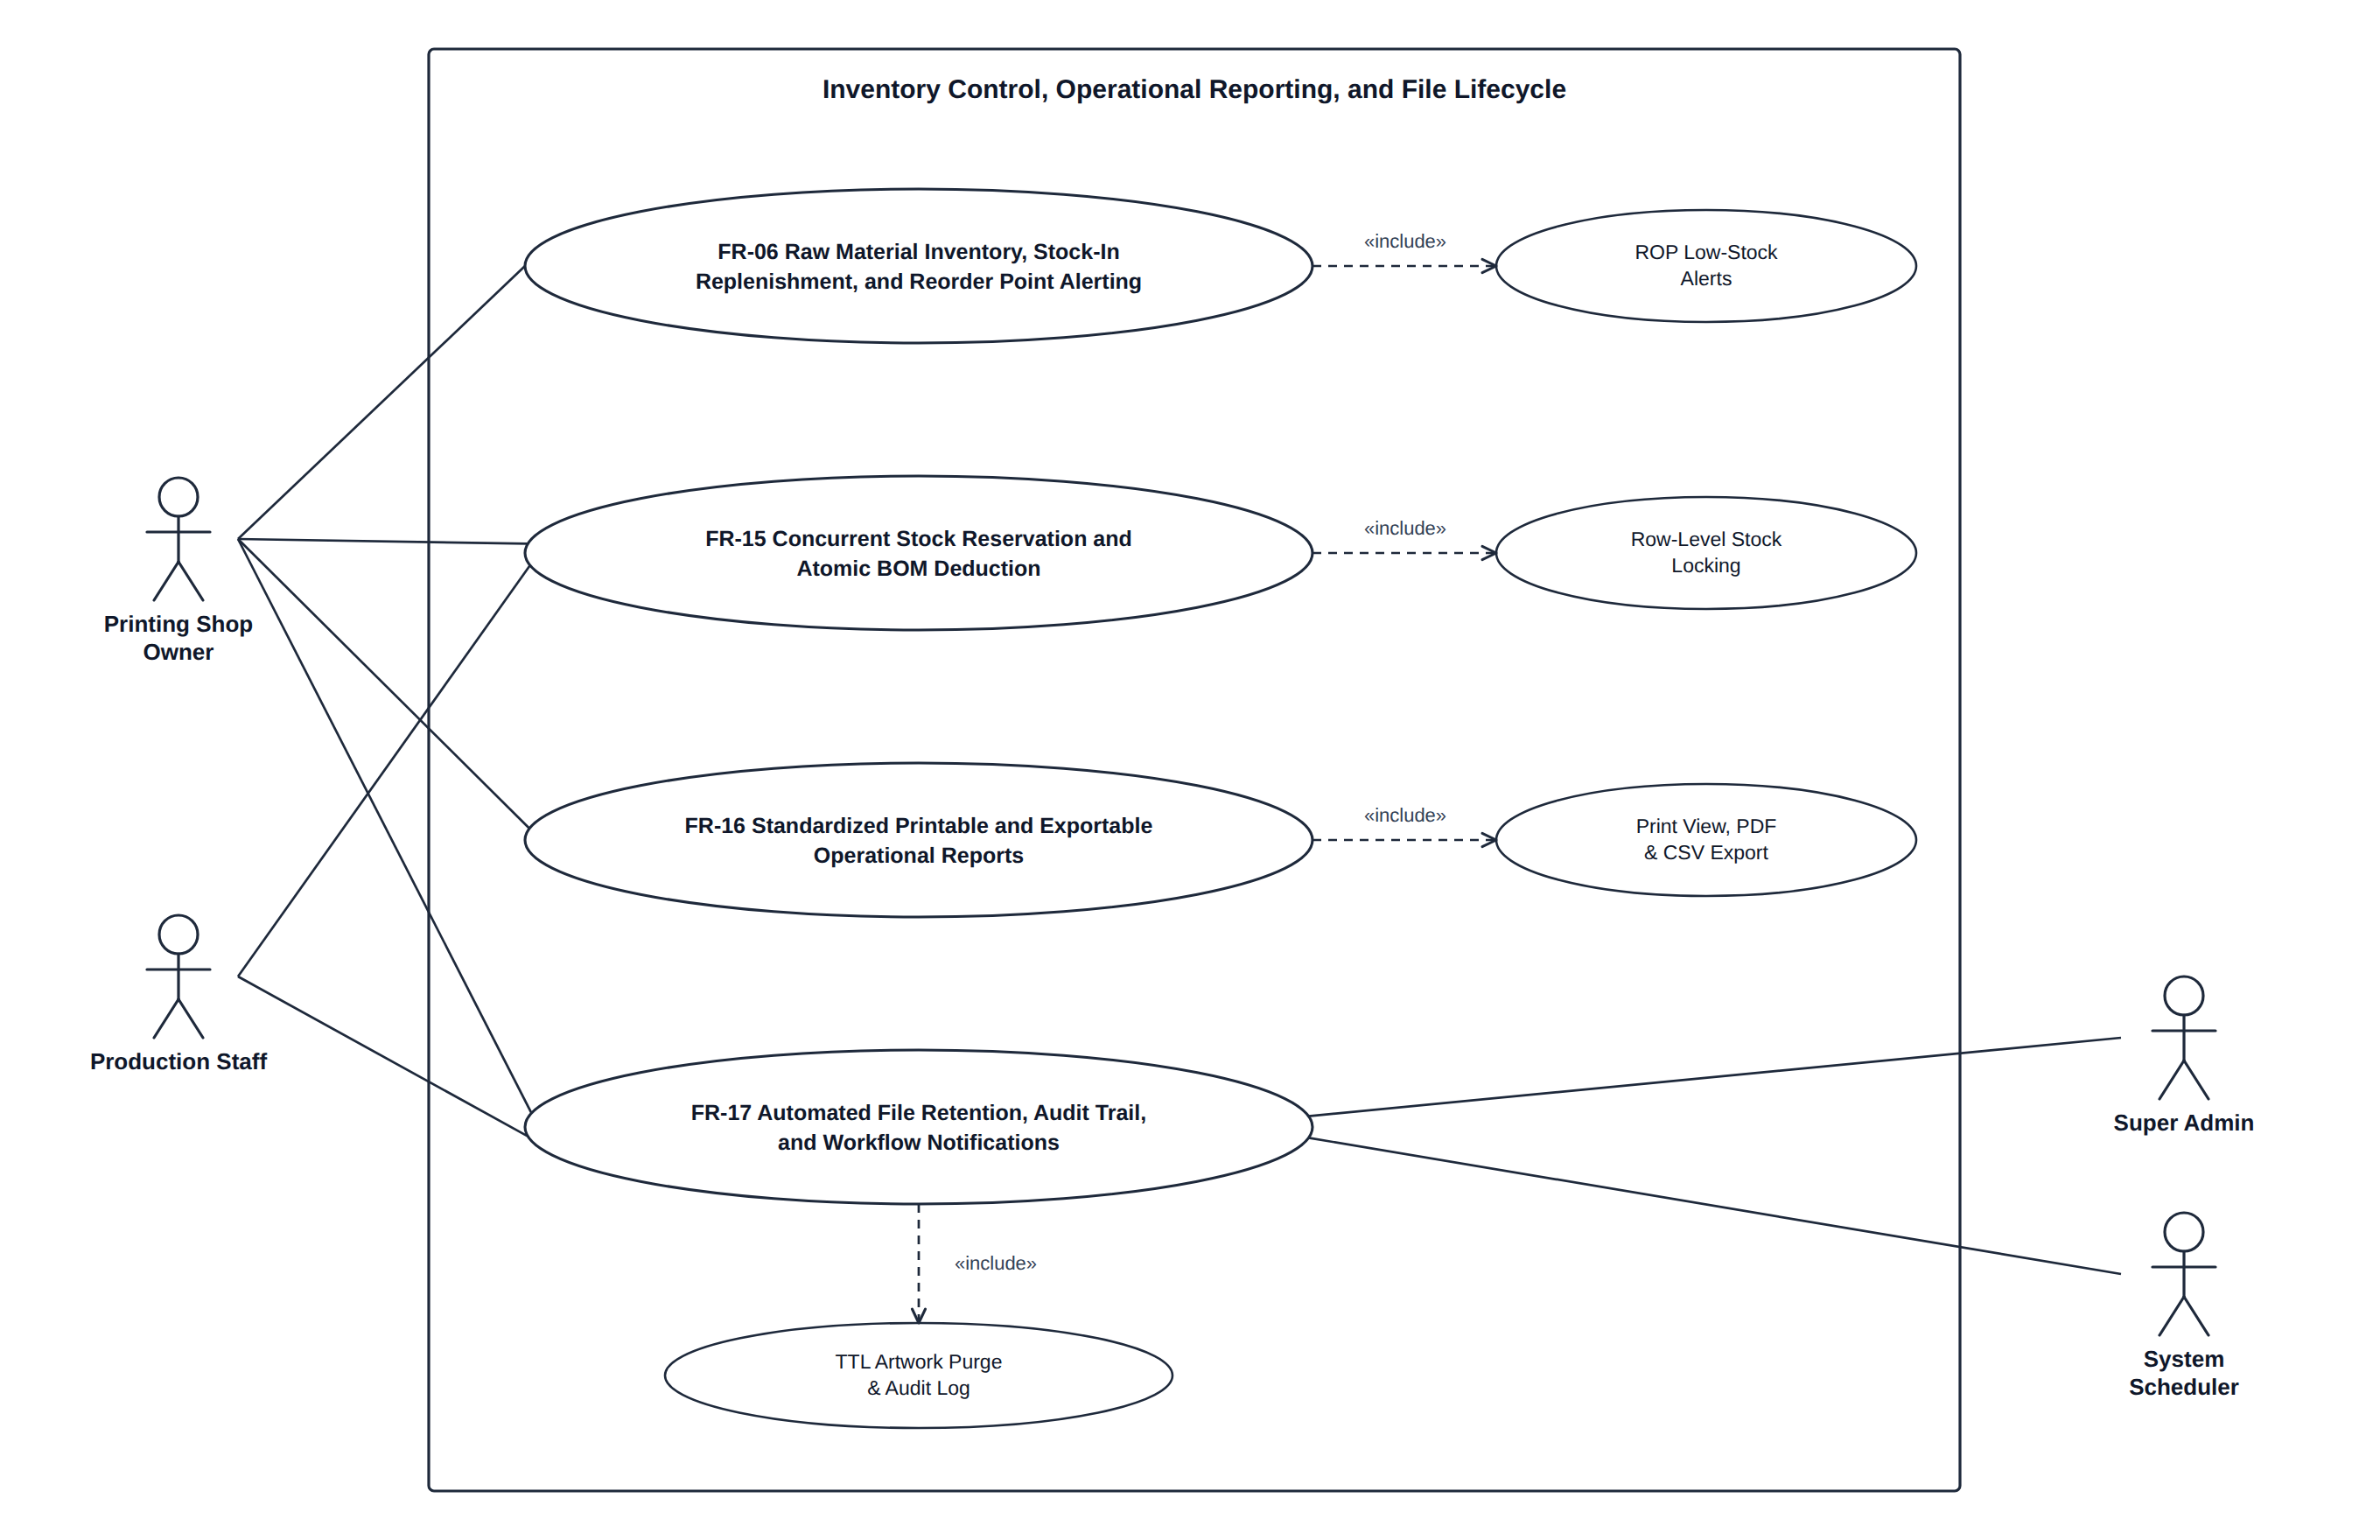 Inventory Control, Operational Reporting, and File Lifecycle
FR-06 Raw Material Inventory, Stock-In
Replenishment, and Reorder Point Alerting
«include»
ROP Low-Stock
Alerts
FR-15 Concurrent Stock Reservation and
Atomic BOM Deduction
«include»
Row-Level Stock
Locking
Printing Shop
Owner
FR-16 Standardized Printable and Exportable
Operational Reports
«include»
Print View, PDF
& CSV Export
Production Staff
FR-17 Automated File Retention, Audit Trail,
and Workflow Notifications
Super Admin
«include»
TTL Artwork Purge
& Audit Log
System
Scheduler